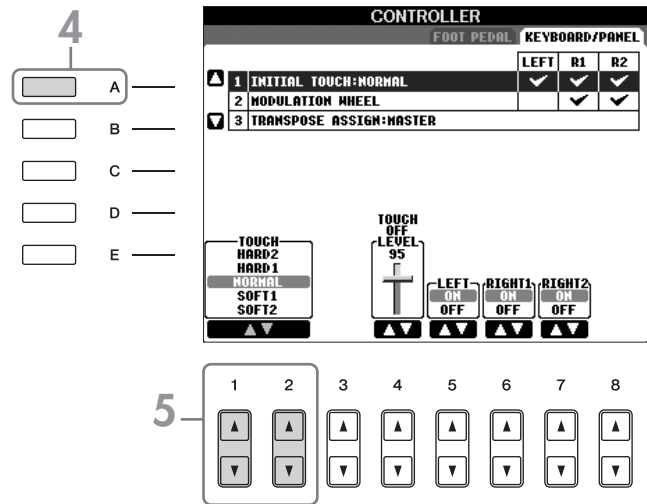 CONTROLLER
FOOT PEDAL KEYBOARD/PANEL
LEFT R1 R2
1 INITIAL TOUCH:NORMAL
2 MODULATION WHEEL
3 TRANSPOSE ASSIGN:MASTER
4
A
B
C
D
E
TOUCH
HARD2
HARD1
NORMAL
SOFT1
SOFT2
TOUCH
OFF
LEVEL
95
LEFT
ON
OFF
RIGHT1
ON
OFF
RIGHT2
ON
OFF
5
1 2 3 4 5 6 7 8